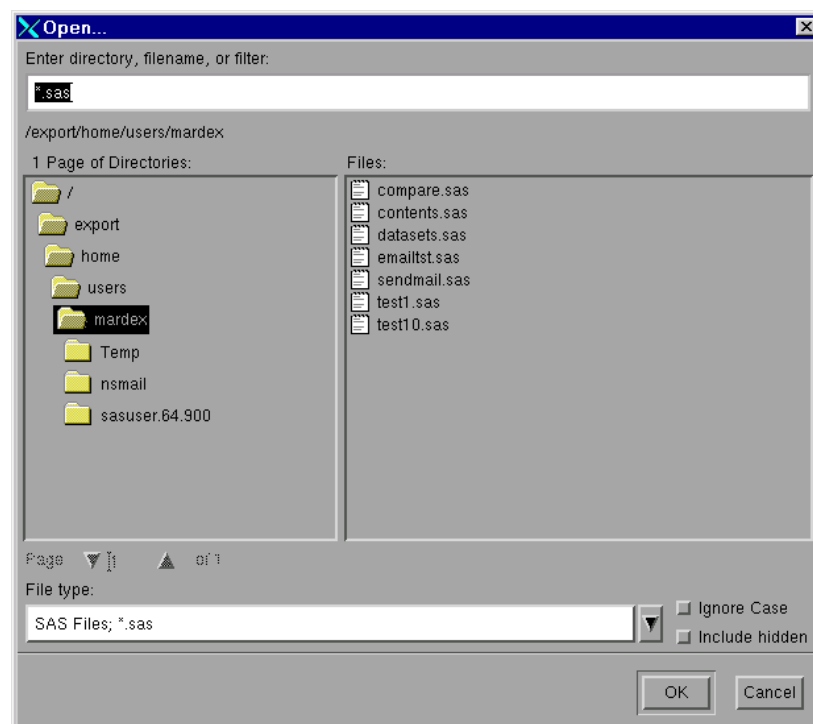 Open...
Enter directory, filename, or filter:
*.sas
/export/home/users/mardex
1 Page of Directories:
Files:
/
export
home
users
mardex
Temp
nsmail
sasuser.64.900
compare.sas
contents.sas
datasets.sas
emailtst.sas
sendmail.sas
test1.sas
test10.sas
Page 1 of 1
File type:
SAS Files; *.sas
Ignore Case
Include hidden
OK
Cancel